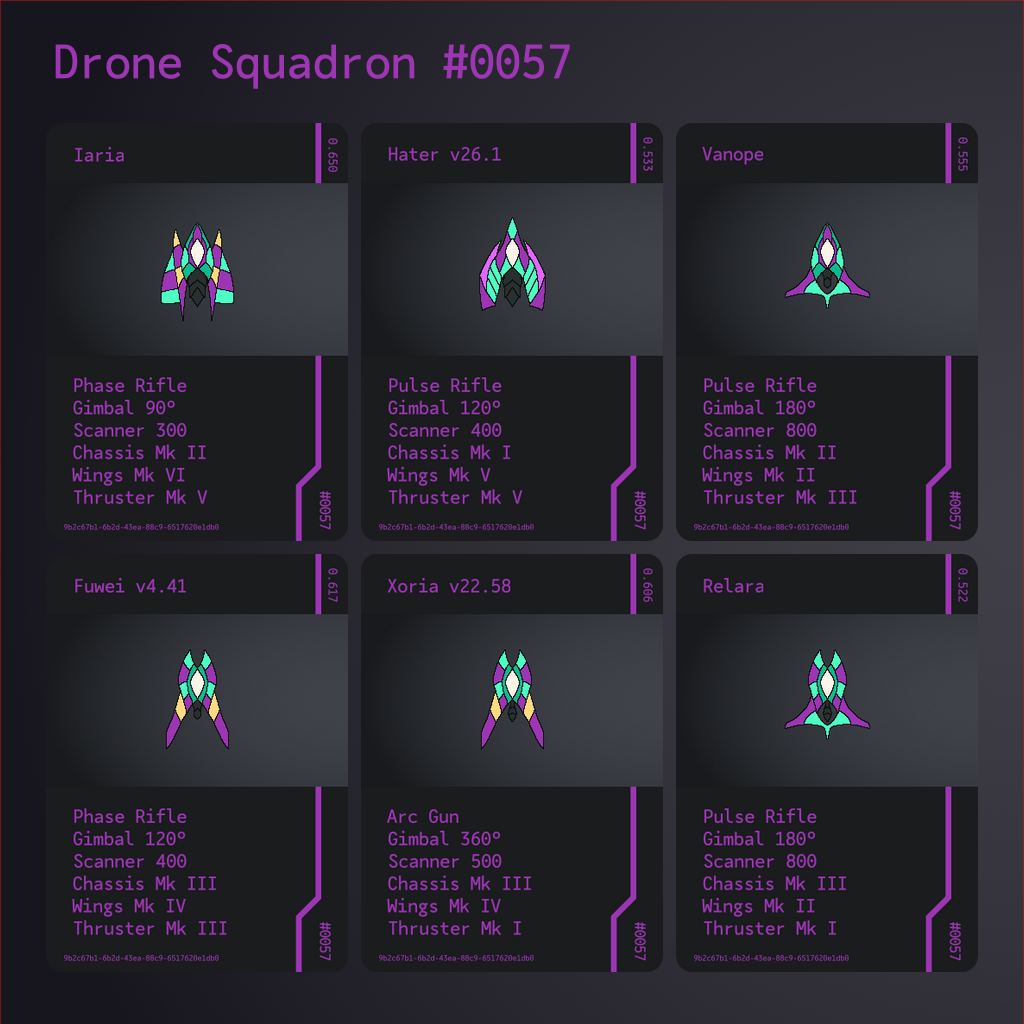 Drone Squadron #0057
Iaria
0.650
Phase Rifle
Gimbal 90º
Scanner 300
Chassis Mk II
Wings Mk VI
Thruster Mk V
#0057
9b2c67b1-6b2d-43ea-88c9-6517620e1db0
Hater v26.1
0.533
Pulse Rifle
Gimbal 120º
Scanner 400
Chassis Mk I
Wings Mk V
Thruster Mk V
#0057
9b2c67b1-6b2d-43ea-88c9-6517620e1db0
Vanope
0.555
Pulse Rifle
Gimbal 180º
Scanner 800
Chassis Mk II
Wings Mk II
Thruster Mk III
#0057
9b2c67b1-6b2d-43ea-88c9-6517620e1db0
Fuwei v4.41
0.617
Phase Rifle
Gimbal 120º
Scanner 400
Chassis Mk III
Wings Mk IV
Thruster Mk III
#0057
9b2c67b1-6b2d-43ea-88c9-6517620e1db0
Xoria v22.58
0.606
Arc Gun
Gimbal 360º
Scanner 500
Chassis Mk III
Wings Mk IV
Thruster Mk I
#0057
9b2c67b1-6b2d-43ea-88c9-6517620e1db0
Relara
0.522
Pulse Rifle
Gimbal 180º
Scanner 800
Chassis Mk III
Wings Mk II
Thruster Mk I
#0057
9b2c67b1-6b2d-43ea-88c9-6517620e1db0